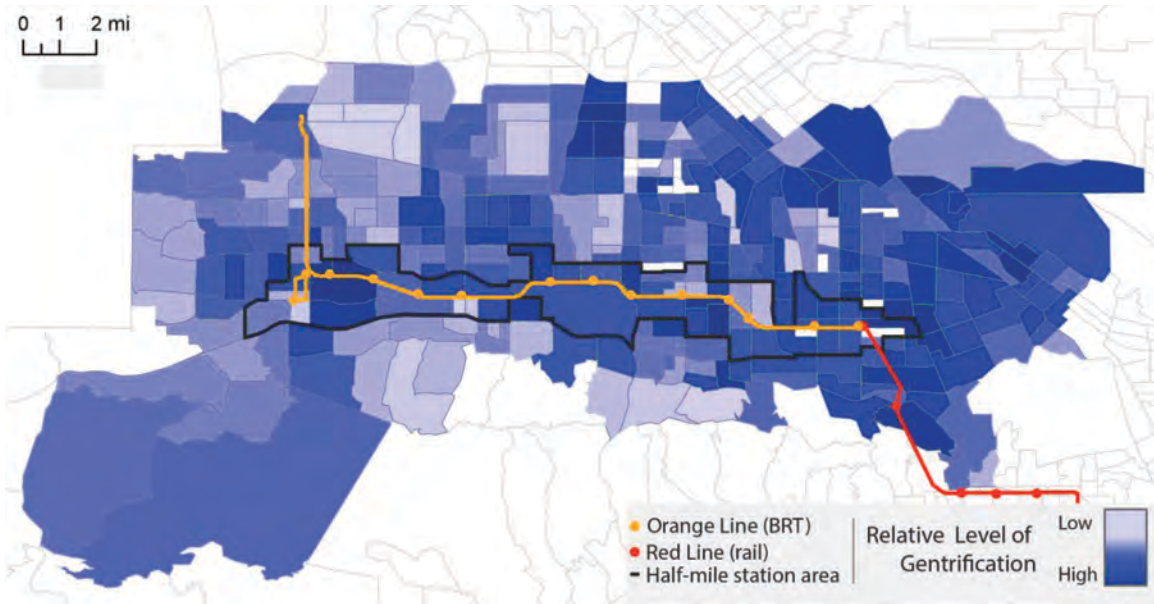 0 1 2 mi
Orange Line (BRT)
Red Line (rail)
Half-mile station area
Relative Level of
Gentrification
Low
High